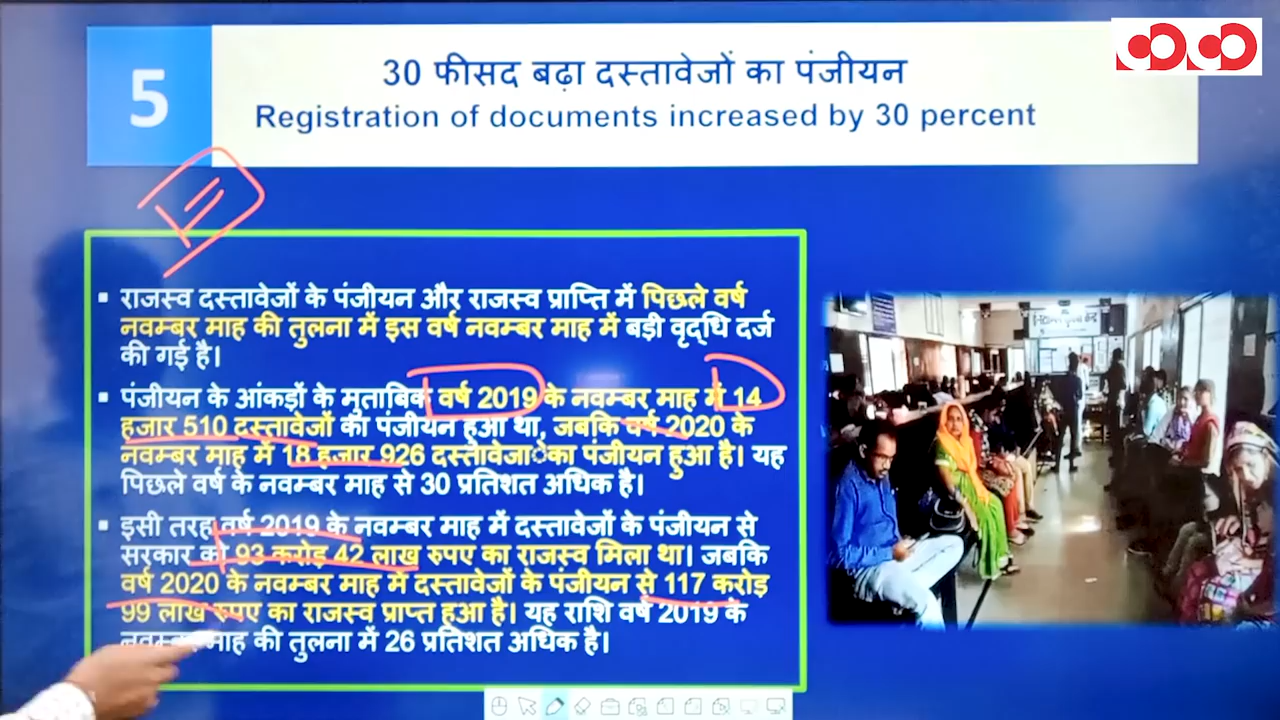 5
30 फीसद बढ़ा दस्तावेजों का पंजीयन
Registration of documents increased by 30 percent
▪ राजस्व दस्तावेजों के पंजीयन और राजस्व प्राप्ति में पिछले वर्ष
नवम्बर माह की तुलना में इस वर्ष नवम्बर माह में बड़ी वृद्धि दर्ज
की गई है।
▪ पंजीयन के आंकड़ों के मुताबिक वर्ष 2019 के नवम्बर माह में 14
हजार 510 दस्तावेजों का पंजीयन हुआ था, जबकि वर्ष 2020 के
नवम्बर माह में 18 हजार 926 दस्तावेजाेंका पंजीयन हुआ है। यह
पिछले वर्ष के नवम्बर माह से 30 प्रतिशत अधिक है।
▪ इसी तरह वर्ष 2019 के नवम्बर माह में दस्तावेजों के पंजीयन से
सरकार को 93 करोड़ 42 लाख रुपए का राजस्व मिला था। जबकि
वर्ष 2020 के नवम्बर माह में दस्तावेजों के पंजीयन से 117 करोड़
99 लाख रुपए का राजस्व प्राप्त हुआ है। यह राशि वर्ष 2019 के
नवम्बर माह की तुलना में 26 प्रतिशत अधिक है।